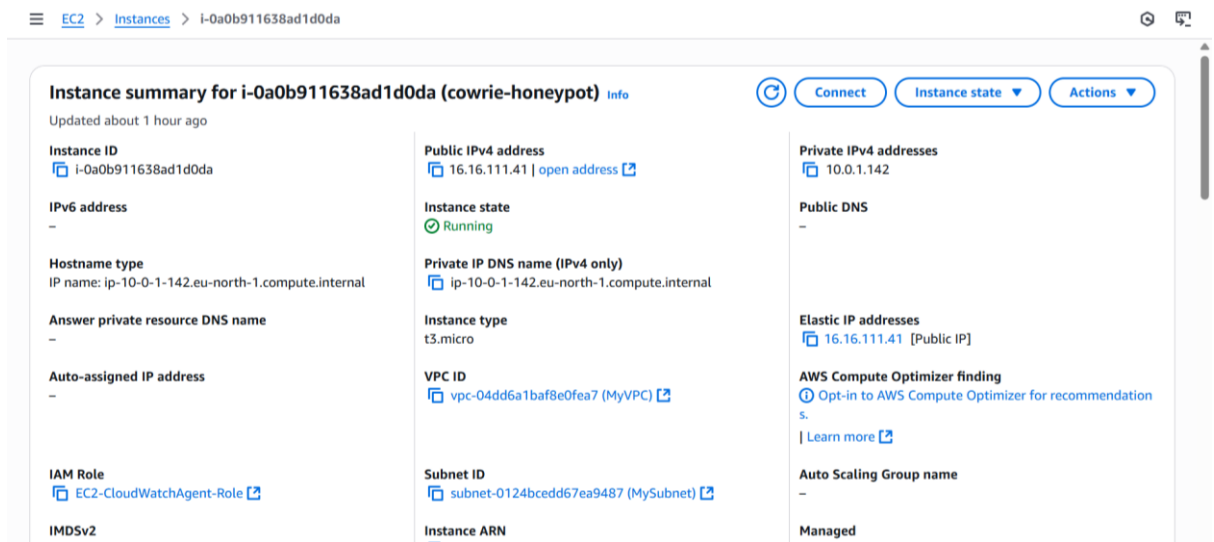 EC2 > Instances > i-0a0b911638ad1d0da
Instance summary for i-0a0b911638ad1d0da (cowrie-honeypot) Info
Connect
Instance state
Actions
Updated about 1 hour ago
Instance ID
i-0a0b911638ad1d0da
Public IPv4 address
16.16.111.41 | open address
Private IPv4 addresses
10.0.1.142
IPv6 address
–
Instance state
Running
Public DNS
–
Hostname type
IP name: ip-10-0-1-142.eu-north-1.compute.internal
Private IP DNS name (IPv4 only)
ip-10-0-1-142.eu-north-1.compute.internal
Answer private resource DNS name
–
Instance type
t3.micro
Elastic IP addresses
16.16.111.41 [Public IP]
Auto-assigned IP address
–
VPC ID
vpc-04dd6a1baf8e0fea7 (MyVPC)
AWS Compute Optimizer finding
Opt-in to AWS Compute Optimizer for recommendation
s.
| Learn more
IAM Role
EC2-CloudWatchAgent-Role
Subnet ID
subnet-0124bcedd67ea9487 (MySubnet)
Auto Scaling Group name
–
IMDSv2
Instance ARN
Managed